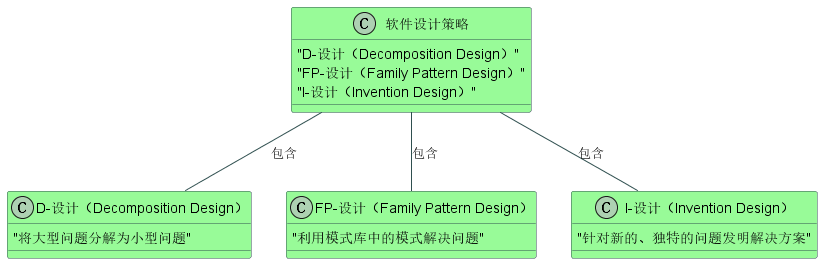 C 软件设计策略
"D-设计（Decomposition Design）"
"FP-设计（Family Pattern Design）"
"I-设计（Invention Design）"
包含 包含 包含
C D-设计（Decomposition Design）
"将大型问题分解为小型问题"
C FP-设计（Family Pattern Design）
"利用模式库中的模式解决问题"
C I-设计（Invention Design）
"针对新的、独特的问题发明解决方案"